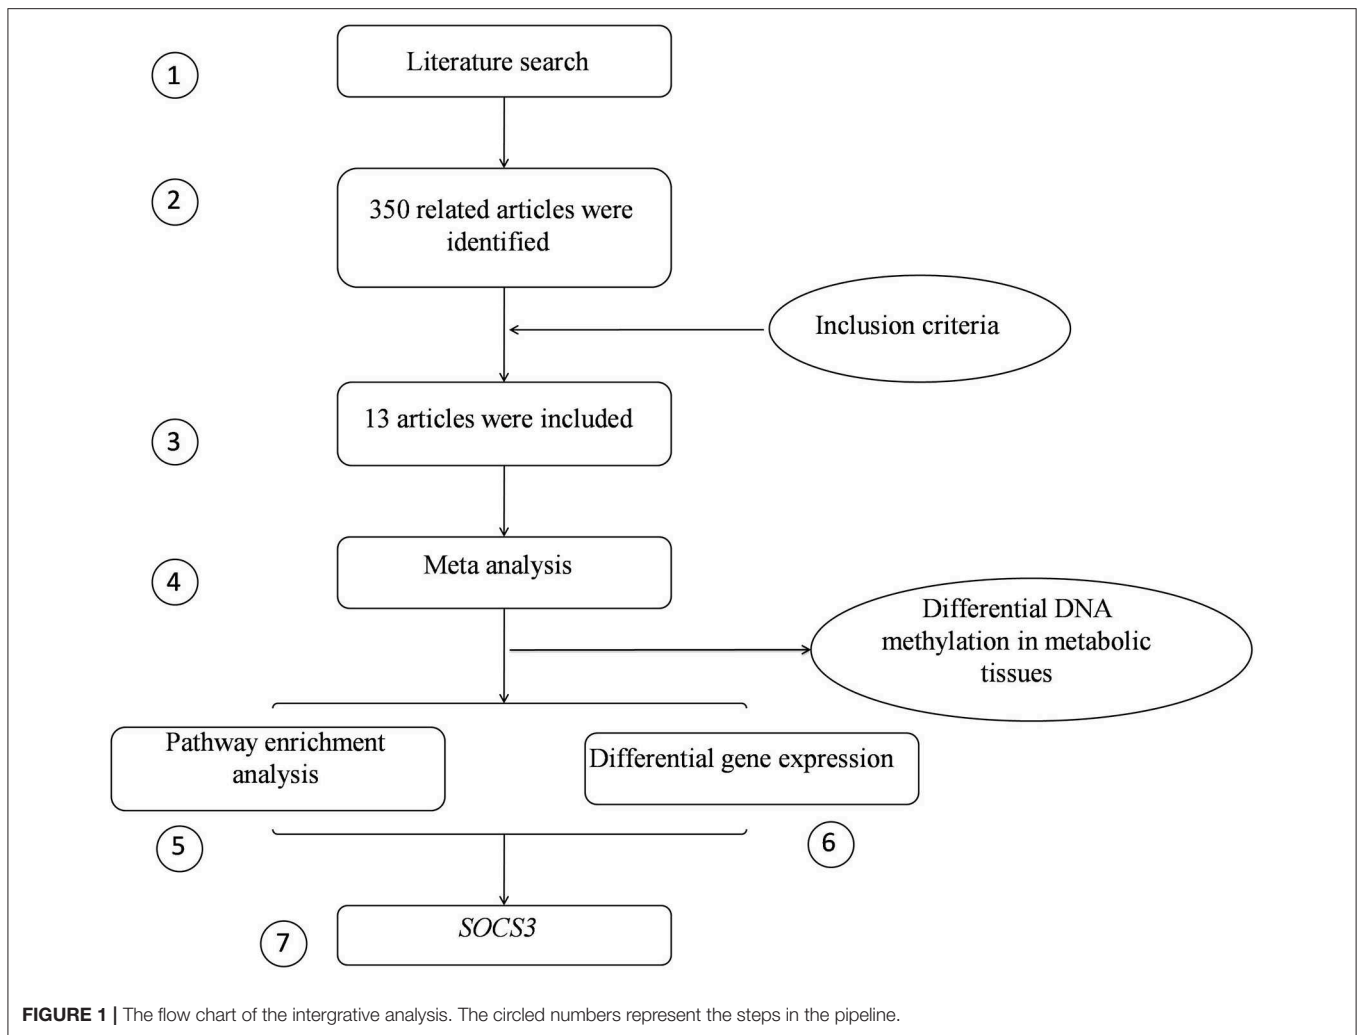 1
Literature search
2
350 related articles were
identified
Inclusion criteria
3
13 articles were included
4
Meta analysis
Differential DNA
methylation in metabolic
tissues
Pathway enrichment
analysis
Differential gene expression
5
6
7
SOCS3
FIGURE 1 | The flow chart of the intergrative analysis. The circled numbers represent the steps in the pipeline.